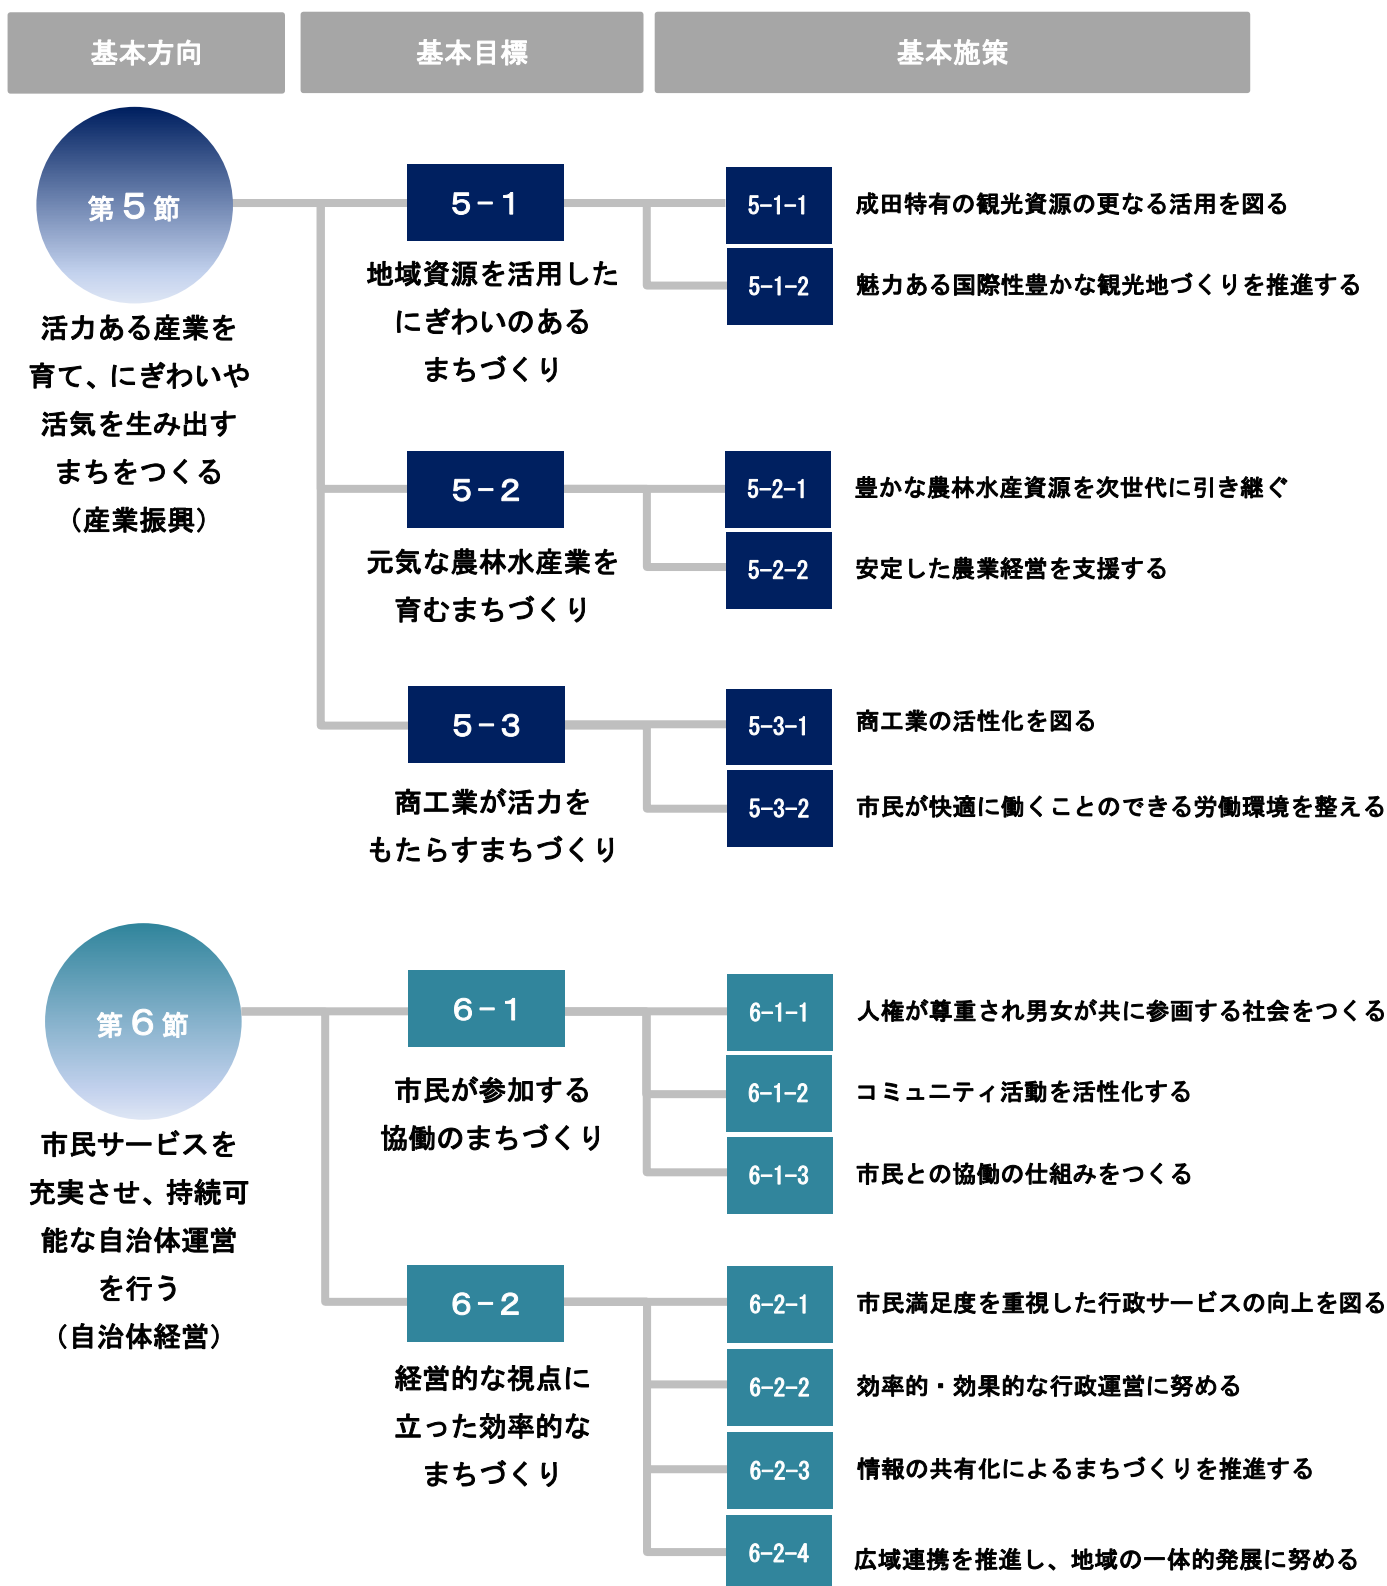 基本方向
基本目標
基本施策
第5節
活力ある産業を
育て、にぎわいや
活気を生み出す
まちをつくる
（産業振興）
5-1
地域資源を活用した
にぎわいのある
まちづくり
5-1-1 成田特有の観光資源の更なる活用を図る
5-1-2 魅力ある国際性豊かな観光地づくりを推進する
5-2
元気な農林水産業を
育むまちづくり
5-2-1 豊かな農林水産資源を次世代に引き継ぐ
5-2-2 安定した農業経営を支援する
5-3
商工業が活力を
もたらすまちづくり
5-3-1 商工業の活性化を図る
5-3-2 市民が快適に働くことのできる労働環境を整える
第6節
市民サービスを
充実させ、持続可
能な自治体運営
を行う
（自治体経営）
6-1
市民が参加する
協働のまちづくり
6-1-1 人権が尊重され男女が共に参画する社会をつくる
6-1-2 コミュニティ活動を活性化する
6-1-3 市民との協働の仕組みをつくる
6-2
経営的な視点に
立った効率的な
まちづくり
6-2-1 市民満足度を重視した行政サービスの向上を図る
6-2-2 効率的・効果的な行政運営に努める
6-2-3 情報の共有化によるまちづくりを推進する
6-2-4 広域連携を推進し、地域の一体的発展に努める